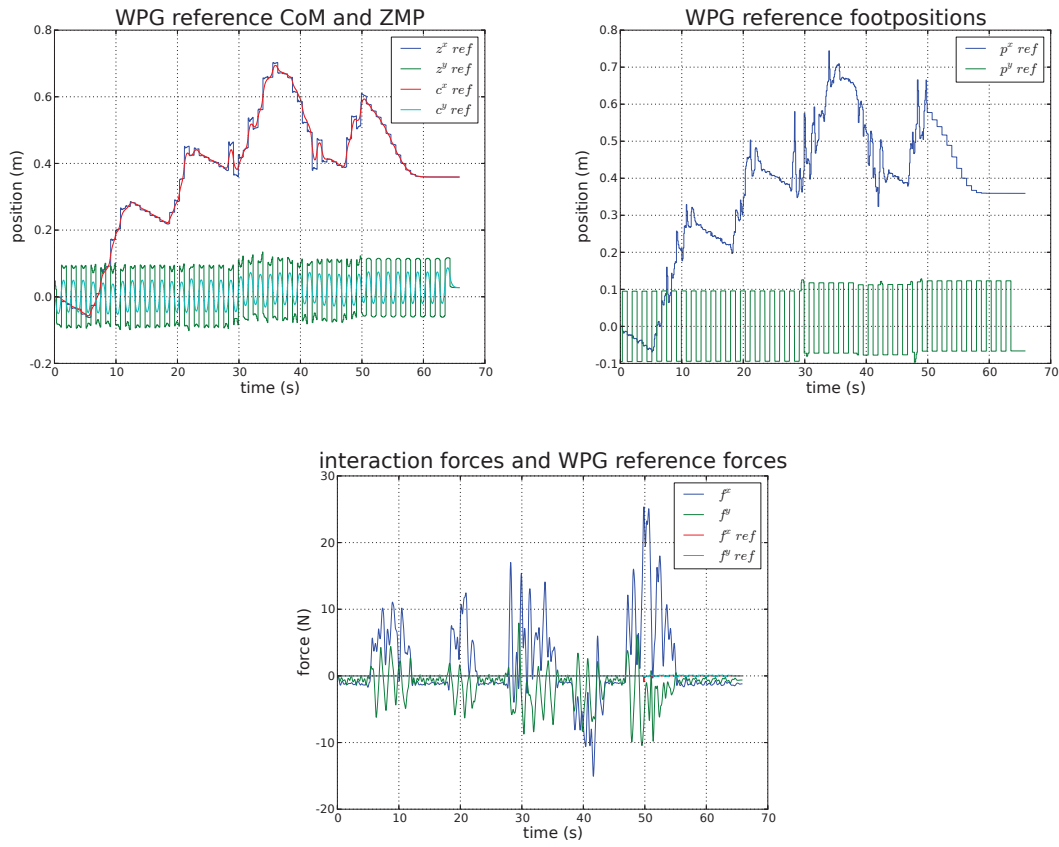 WPG reference CoM and ZMP
0.8
0.6
0.4
0.2
0.0
-0.2
0 10 20 30 40 50 60 70
position (m)
time (s)
z^x ref
z^y ref
c^x ref
c^y ref
WPG reference footpositions
0.8
0.7
0.6
0.5
0.4
0.3
0.2
0.1
0.0
-0.1
0 10 20 30 40 50 60 70
position (m)
time (s)
p^x ref
p^y ref
interaction forces and WPG reference forces
30
20
10
0
-10
-20
0 10 20 30 40 50 60 70
force (N)
time (s)
f^x
f^y
f^x ref
f^y ref